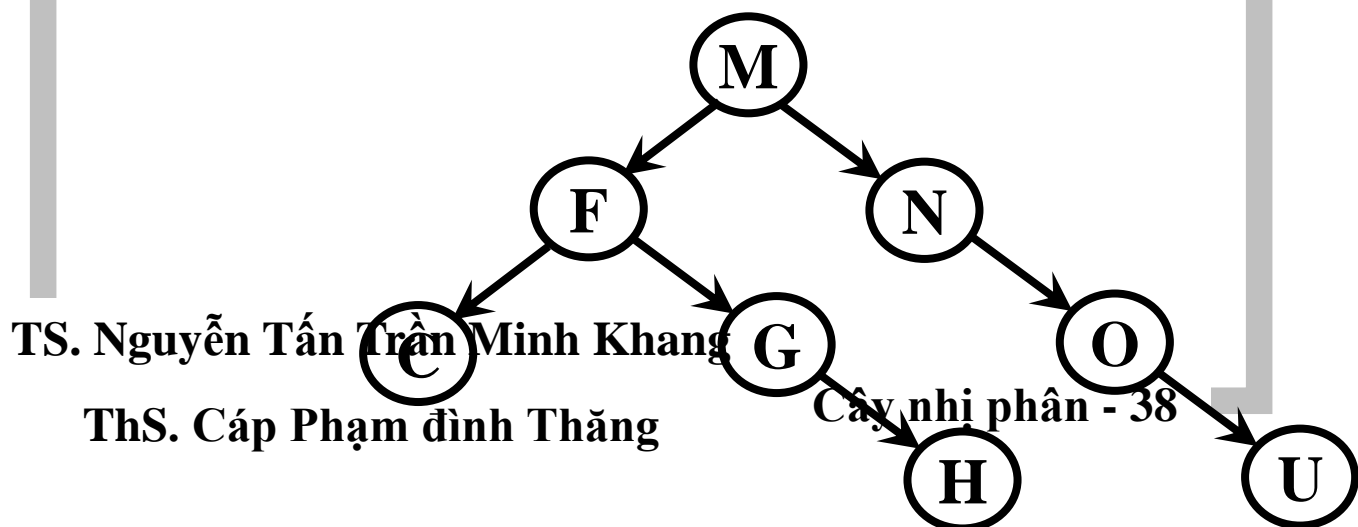 M
F N
TS. Nguyễn Tấn Trần Minh Khang G O
C
Cây nhị phân - 38
ThS. Cáp Phạm đình Thăng
H U